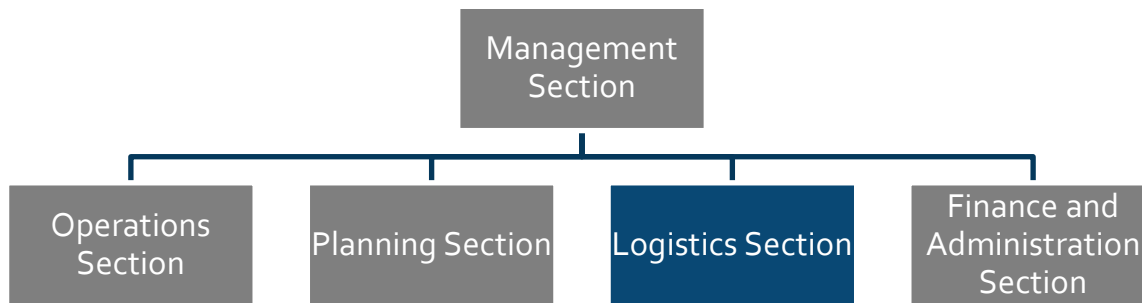 Management
Section
Operations
Section
Planning Section
Logistics Section
Finance and
Administration
Section